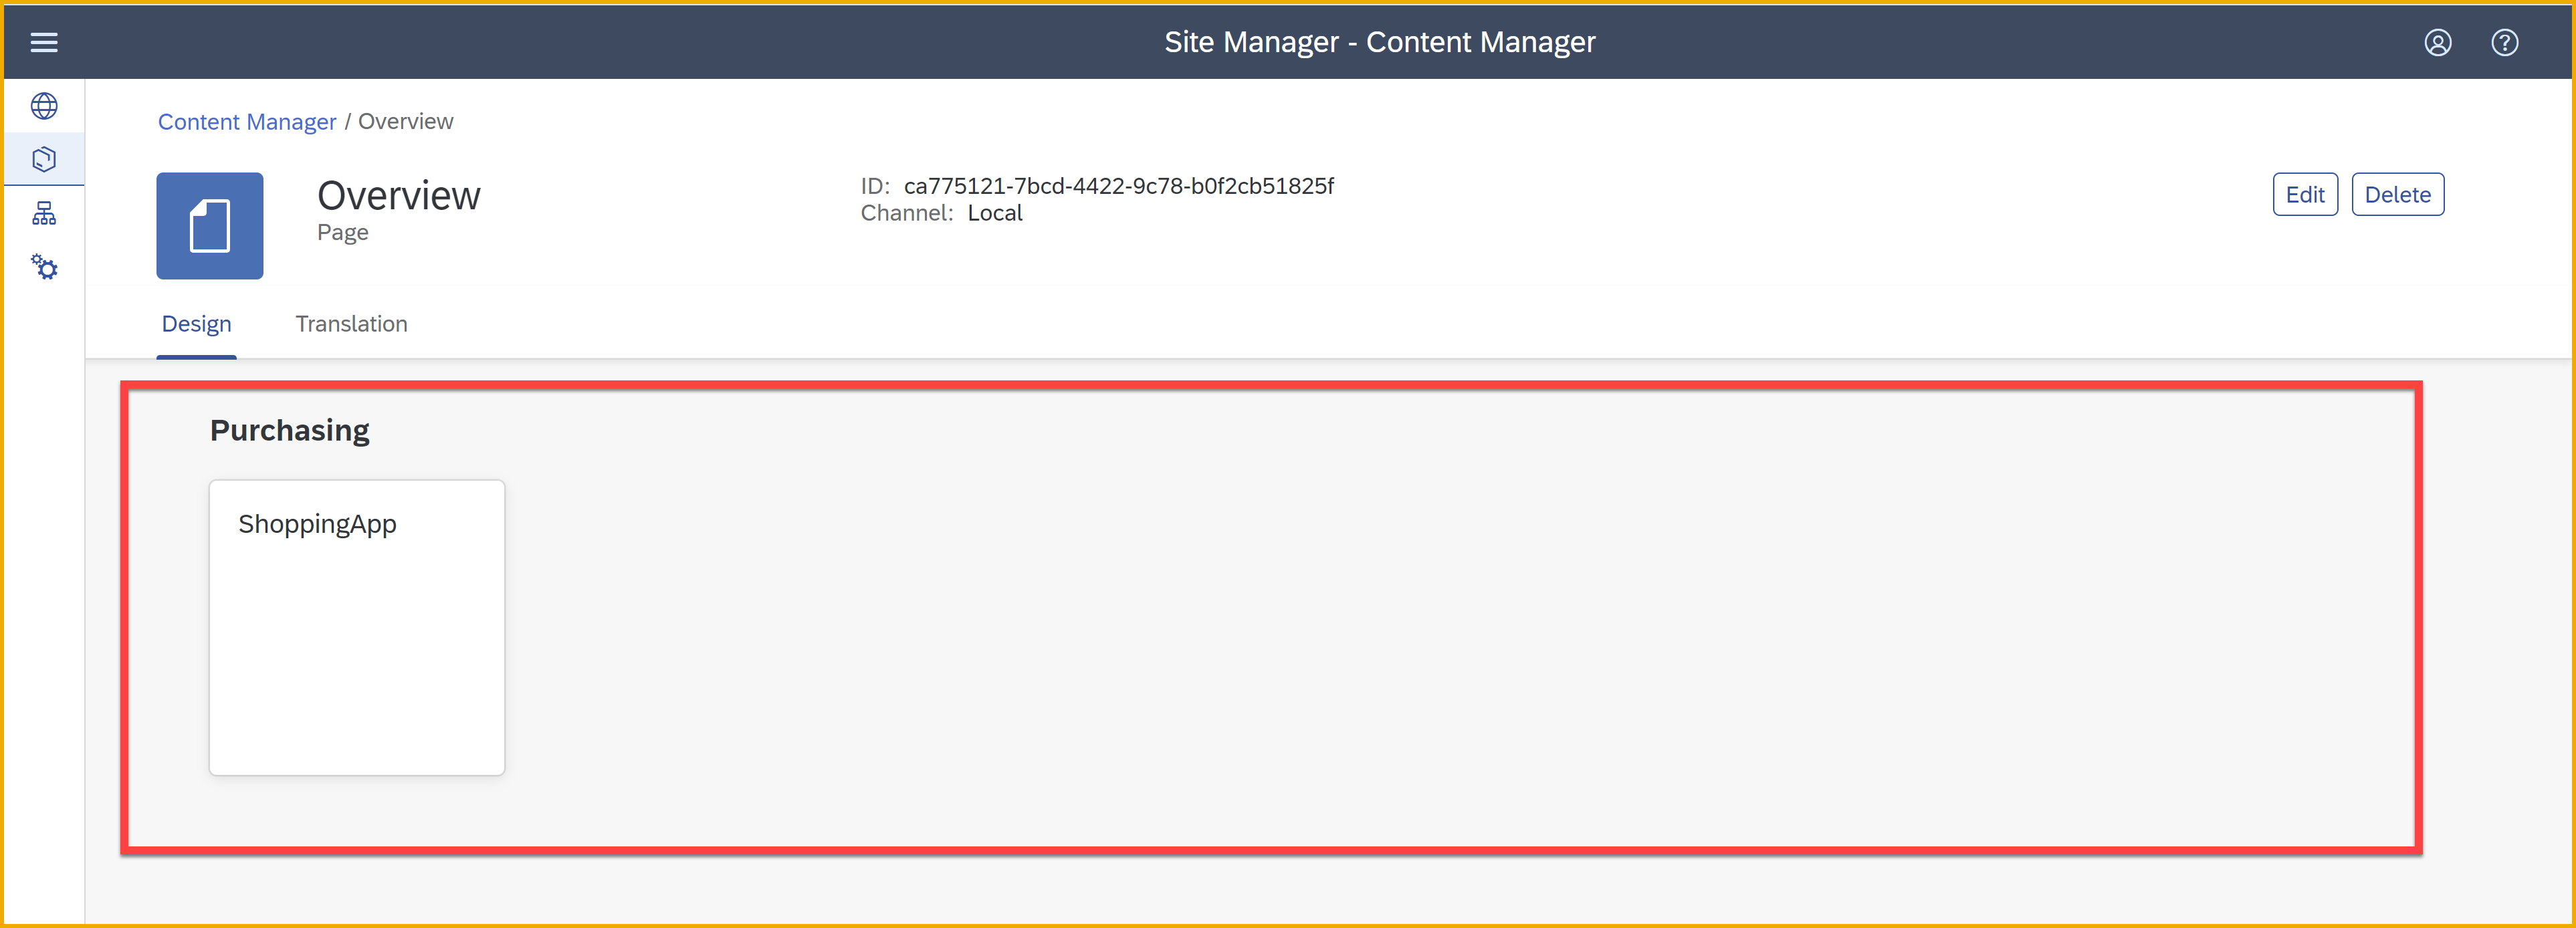 Site Manager - Content Manager
Content Manager / Overview
Overview
Page
ID: ca775121-7bcd-4422-9c78-b0f2cb51825f
Channel: Local
Edit
Delete
Design
Translation
Purchasing
ShoppingApp